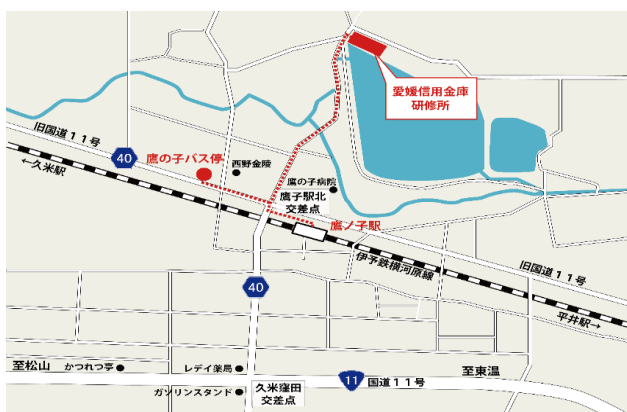 愛媛信用金庫
研修所
旧国道11号
40
←久米駅
鷹の子バス停
西野金陵
鷹の子病院
鷹子駅北
交差点
鷹ノ子駅
伊予鉄横河原線
旧国道11号
平井駅→
40
至松山
かつれつ亭
レデイ薬局
ガソリンスタンド
久米窪田
交差点
11
国道11号
至東温